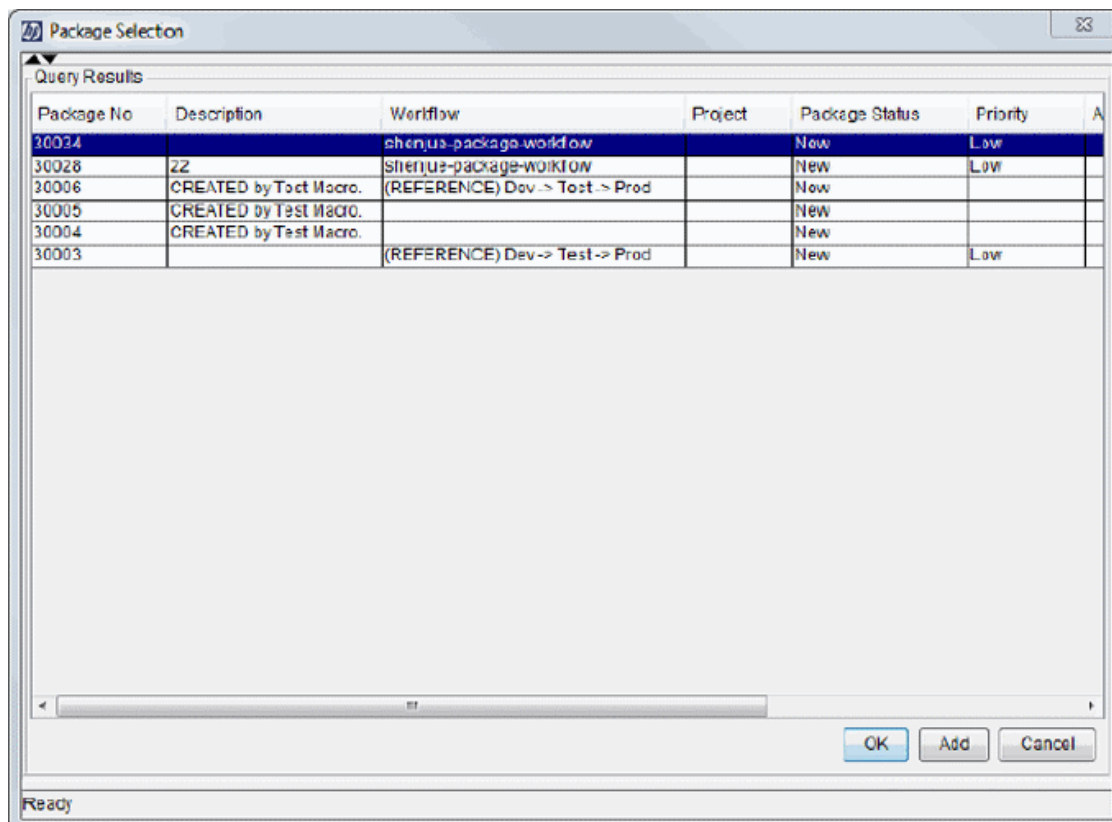 hp Package Selection
Query Results
Package No Description Workflow Project Package Status Priority A
30034 shenjue-package-workflow New Low
30028 22 shenjue-package-workflow New Low
30006 CREATED by Test Macro. (REFERENCE) Dev -> Test -> Prod New
30005 CREATED by Test Macro. New
30004 CREATED by Test Macro. New
30003 (REFERENCE) Dev -> Test -> Prod New Low
OK Add Cancel
Ready